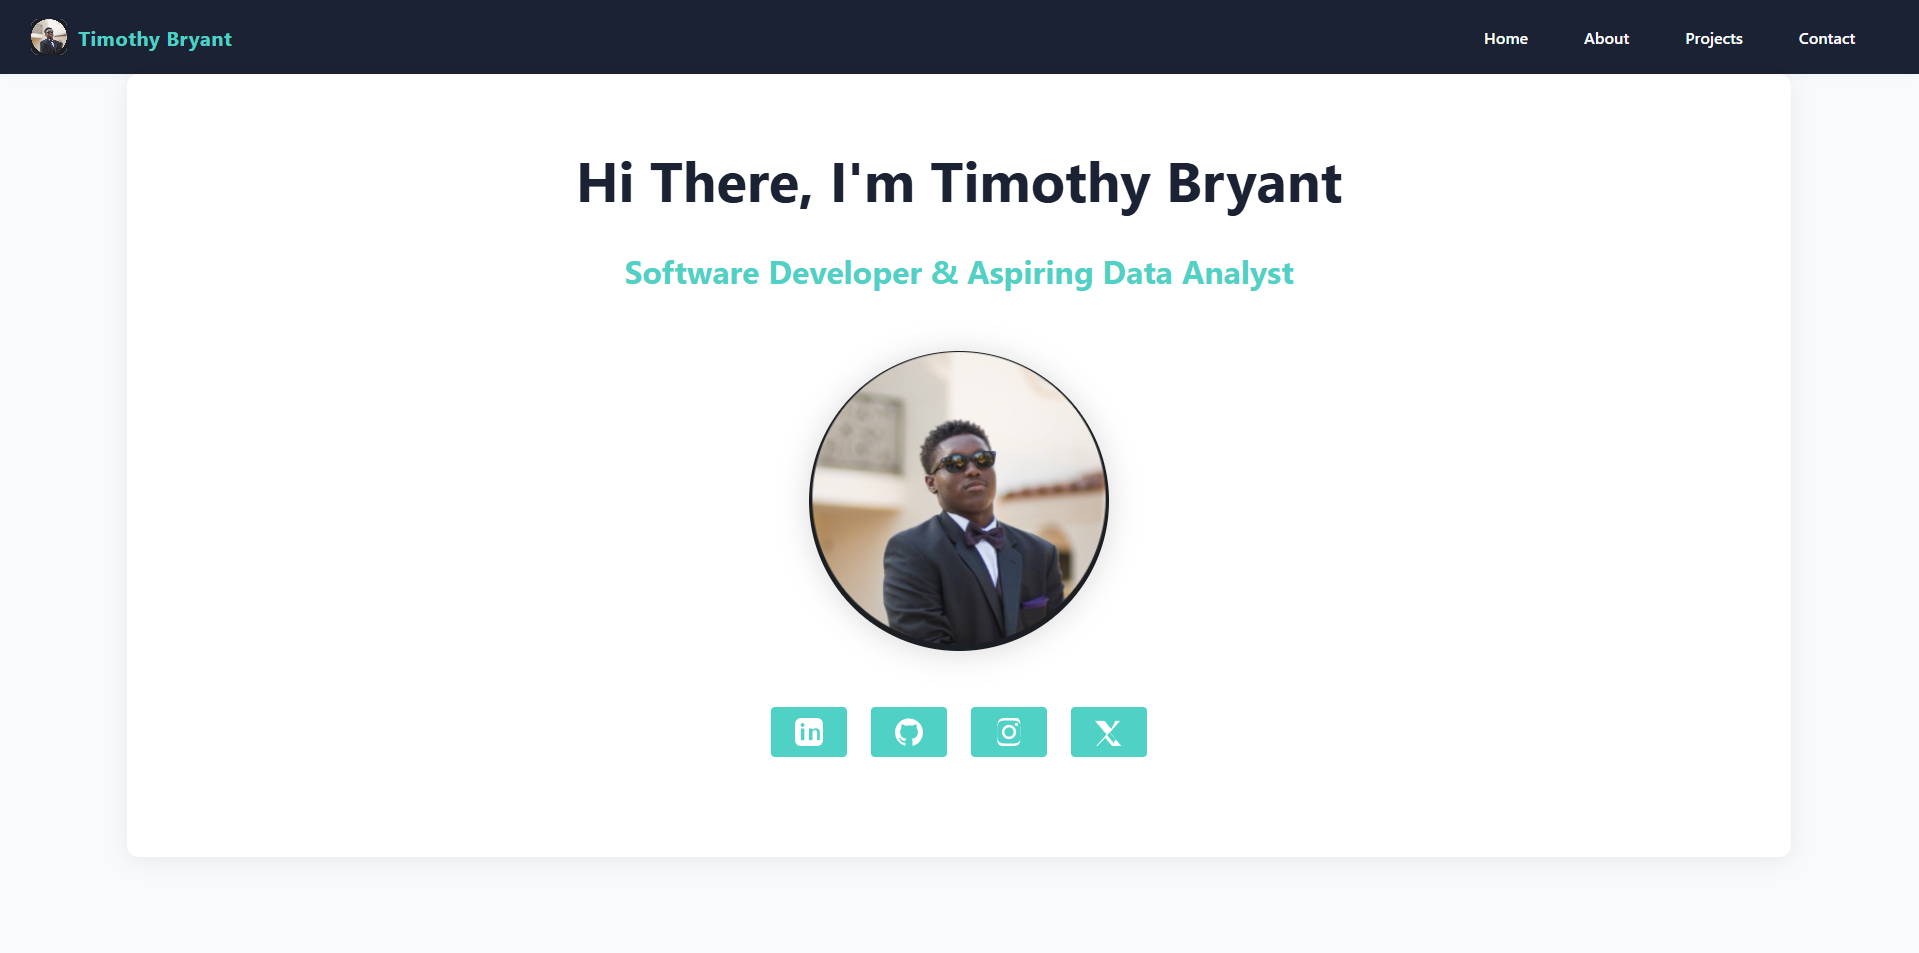 Timothy Bryant
Home
About
Projects
Contact
Hi There, I'm Timothy Bryant
Software Developer & Aspiring Data Analyst
in
X